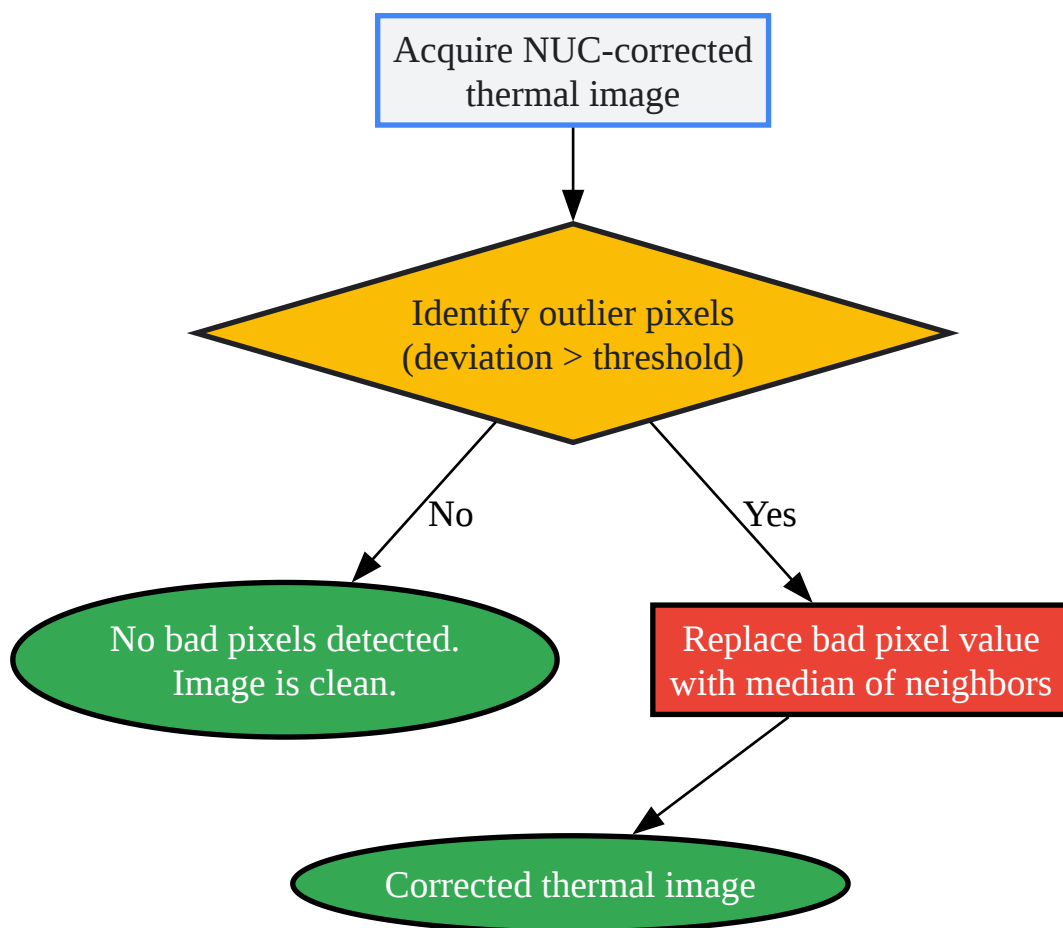 Acquire NUC-corrected
thermal image
Identify outlier pixels
(deviation > threshold)
No
Yes
No bad pixels detected.
Image is clean.
Replace bad pixel value
with median of neighbors
Corrected thermal image